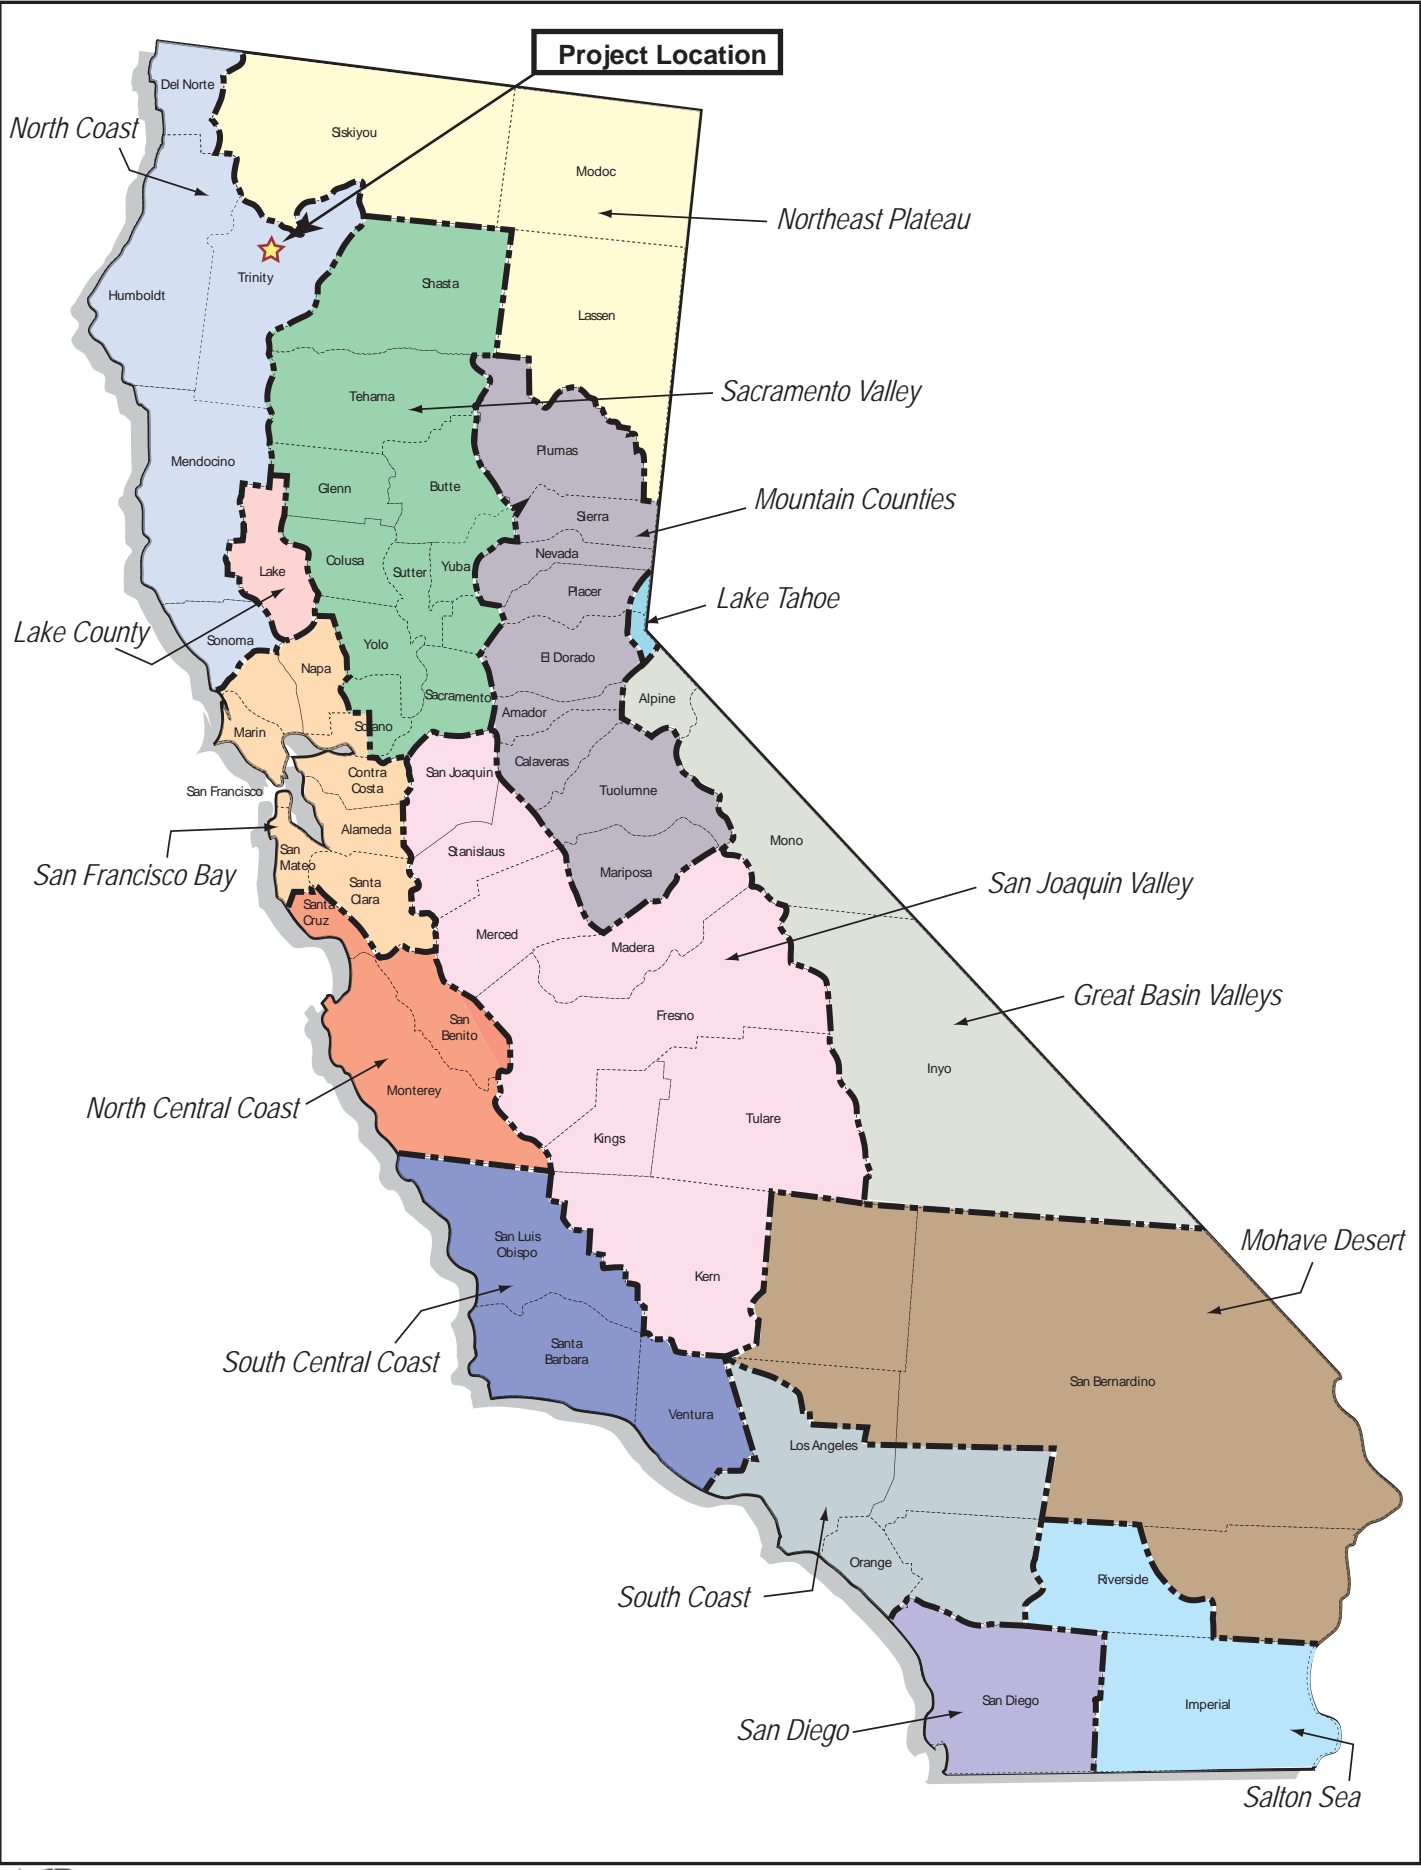 Project Location
Del Norte
North Coast
Siskiyou
Modoc
Northeast Plateau
Trinity
Humboldt
Shasta
Lassen
Tehama
Sacramento Valley
Plumas
Mendocino
Glenn
Butte
Mountain Counties
Sierra
Nevada
Colusa
Sutter
Yuba
Lake
Placer
Lake Tahoe
Lake County
Sonoma
Yolo
El Dorado
Napa
Sacramento
Alpine
Amador
Solano
Marin
Calaveras
Contra
Costa
San Joaquin
San Francisco
Tuolumne
Alameda
Mono
San
Mateo
Stanislaus
San Francisco Bay
Mariposa
Santa
Clara
San Joaquin Valley
Santa
Cruz
Merced
Madera
Great Basin Valleys
Fresno
San
Benito
Inyo
Monterey
North Central Coast
Tulare
Kings
San Luis
Obispo
Mohave Desert
Kern
South Central Coast
Santa
Barbara
San Bernardino
Ventura
Los Angeles
Orange
Riverside
South Coast
San Diego
Imperial
San Diego
Salton Sea